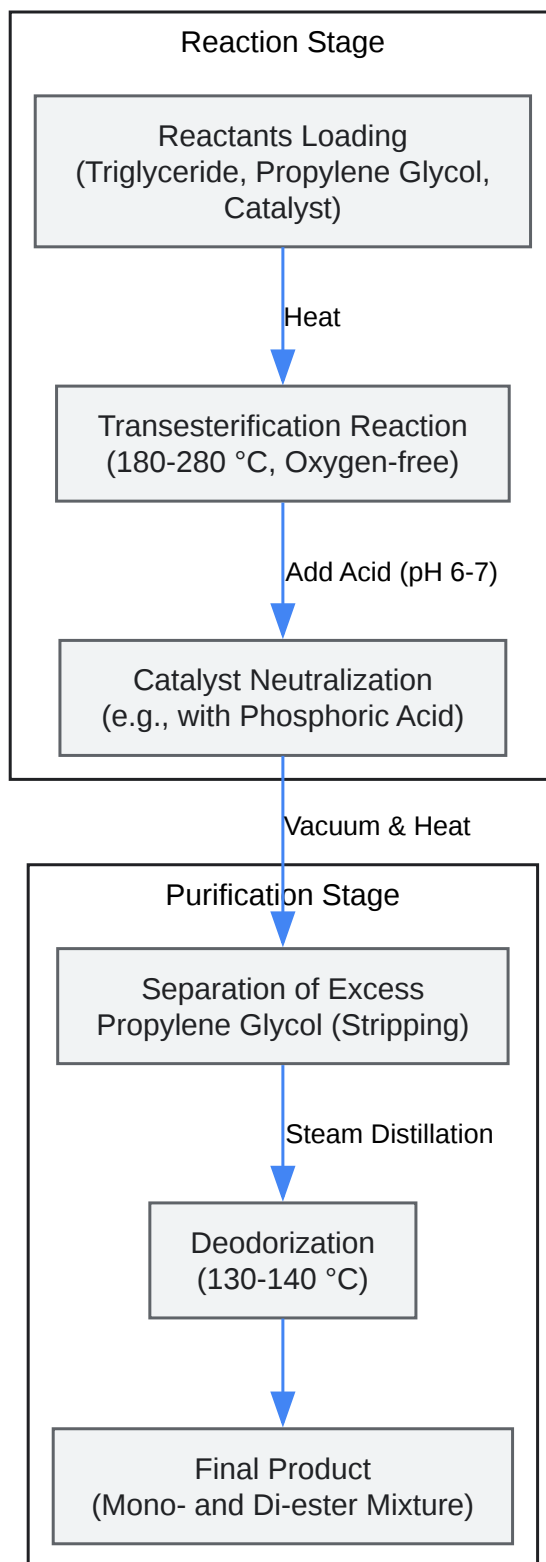 Reaction Stage
Reactants Loading
(Triglyceride, Propylene Glycol,
Catalyst)
Heat
Transesterification Reaction
(180-280 °C, Oxygen-free)
Add Acid (pH 6-7)
Catalyst Neutralization
(e.g., with Phosphoric Acid)
Vacuum & Heat
Purification Stage
Separation of Excess
Propylene Glycol (Stripping)
Steam Distillation
Deodorization
(130-140 °C)
Final Product
(Mono- and Di-ester Mixture)